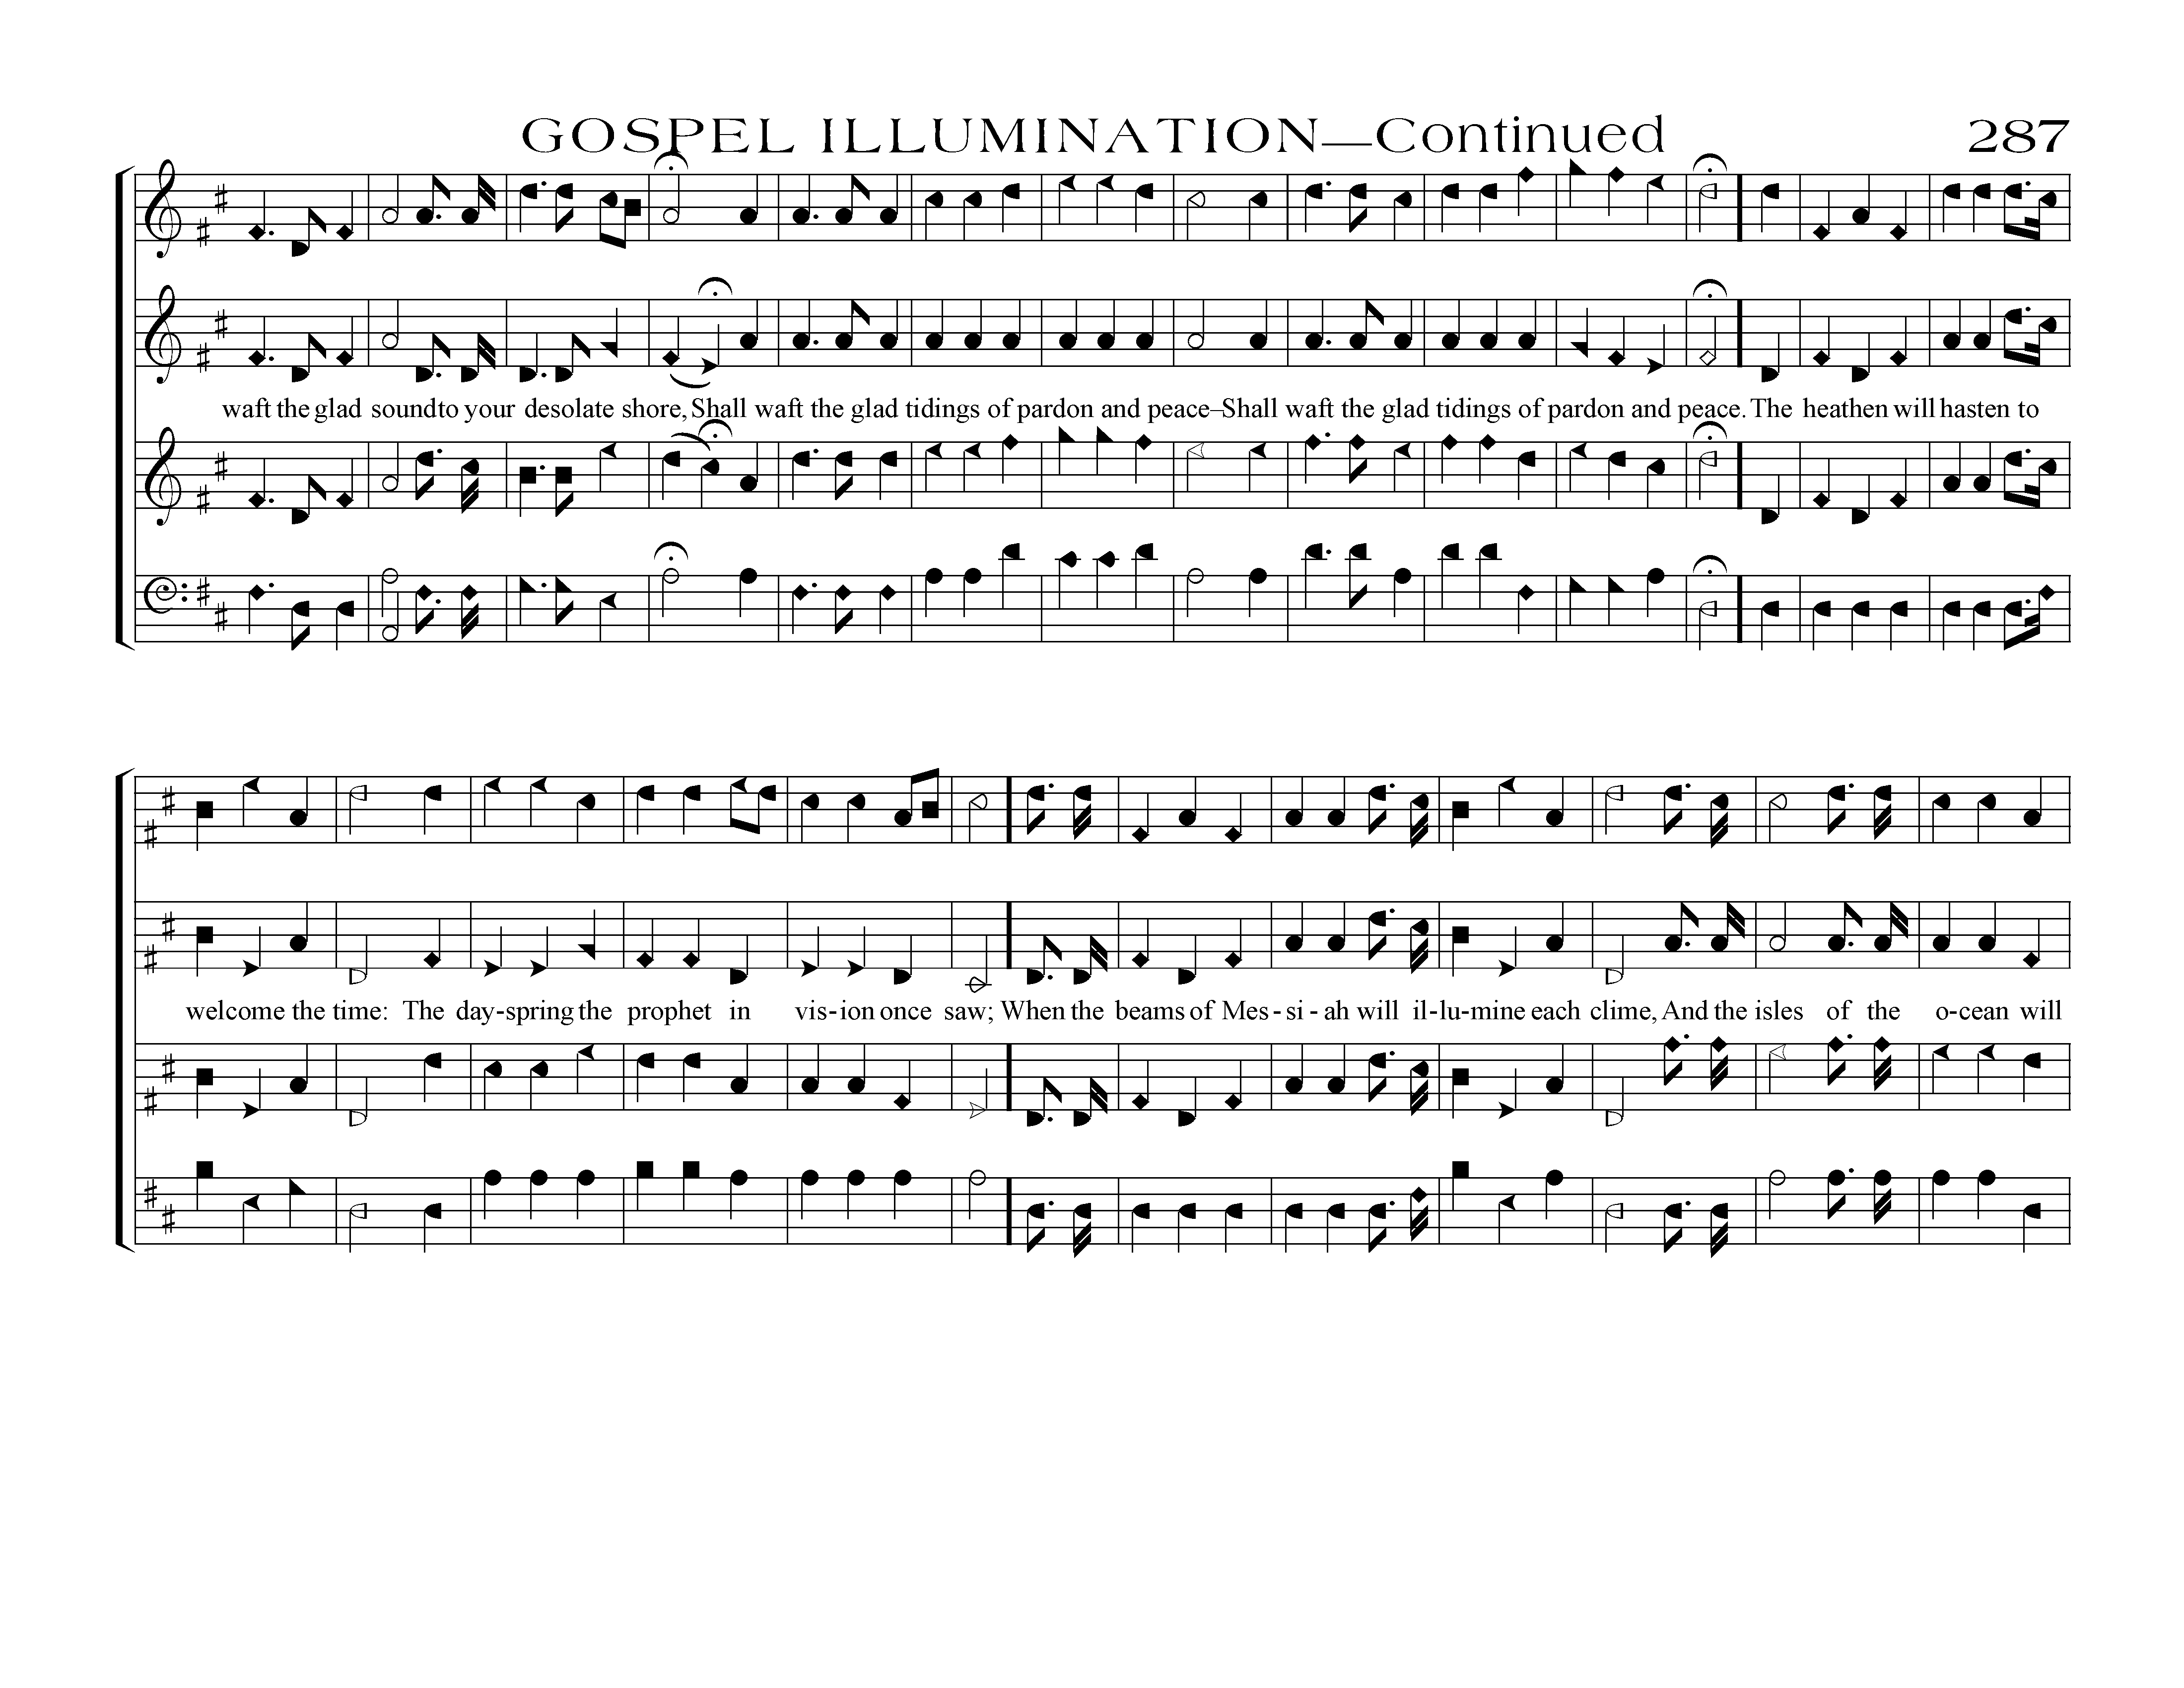 GOSPEL ILLUMINATION—Continued 287
waft the glad soundto your desolate shore, Shall waft the glad tidings of pardon and peace–Shall waft the glad tidings of pardon and peace. The heathen will hasten to
welcome the time: The day-spring the prophet in vis-ion once saw; When the beams of Mes-si-ah will il-lu-mine each clime, And the isles of the o-cean will